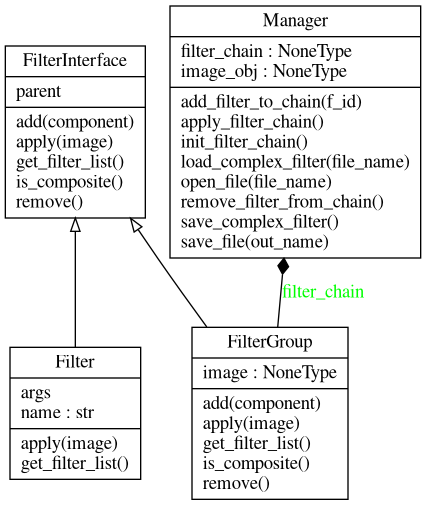 FilterInterface
parent
add(component)
apply(image)
get_filter_list()
is_composite()
remove()
Manager
filter_chain : NoneType
image_obj : NoneType
add_filter_to_chain(f_id)
apply_filter_chain()
init_filter_chain()
load_complex_filter(file_name)
open_file(file_name)
remove_filter_from_chain()
save_complex_filter()
save_file(out_name)
filter_chain
Filter
args
name : str
apply(image)
get_filter_list()
FilterGroup
image : NoneType
add(component)
apply(image)
get_filter_list()
is_composite()
remove()